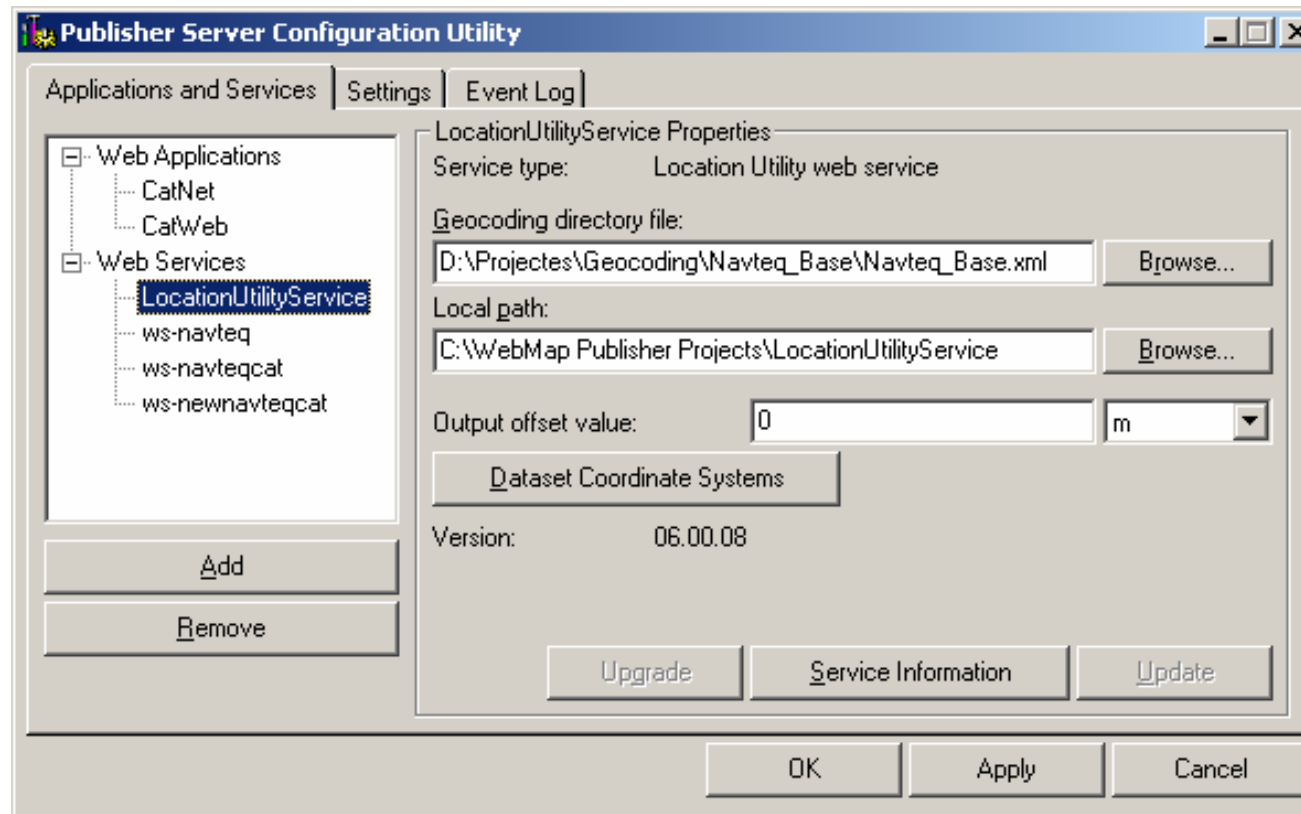 Publisher Server Configuration Utility
Applications and Services
Settings
Event Log
Web Applications
CatNet
CatWeb
Web Services
LocationUtilityService
ws-navteq
ws-navteqcat
ws-newnavteqcat
Add
Remove
LocationUtilityService Properties
Service type: Location Utility web service
Geocoding directory file:
D:\Projectes\Geocoding\Navteq_Base\Navteq_Base.xml Browse...
Local path:
C:\WebMap Publisher Projects\LocationUtilityService Browse...
Output offset value: 0 m
Dataset Coordinate Systems
Version: 06.00.08
Upgrade Service Information Update
OK Apply Cancel